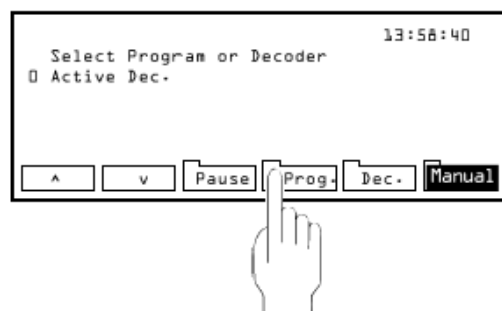 13:58:40
Select Program or Decoder
0 Active Dec.
^ v Pause Prog. Dec. Manual